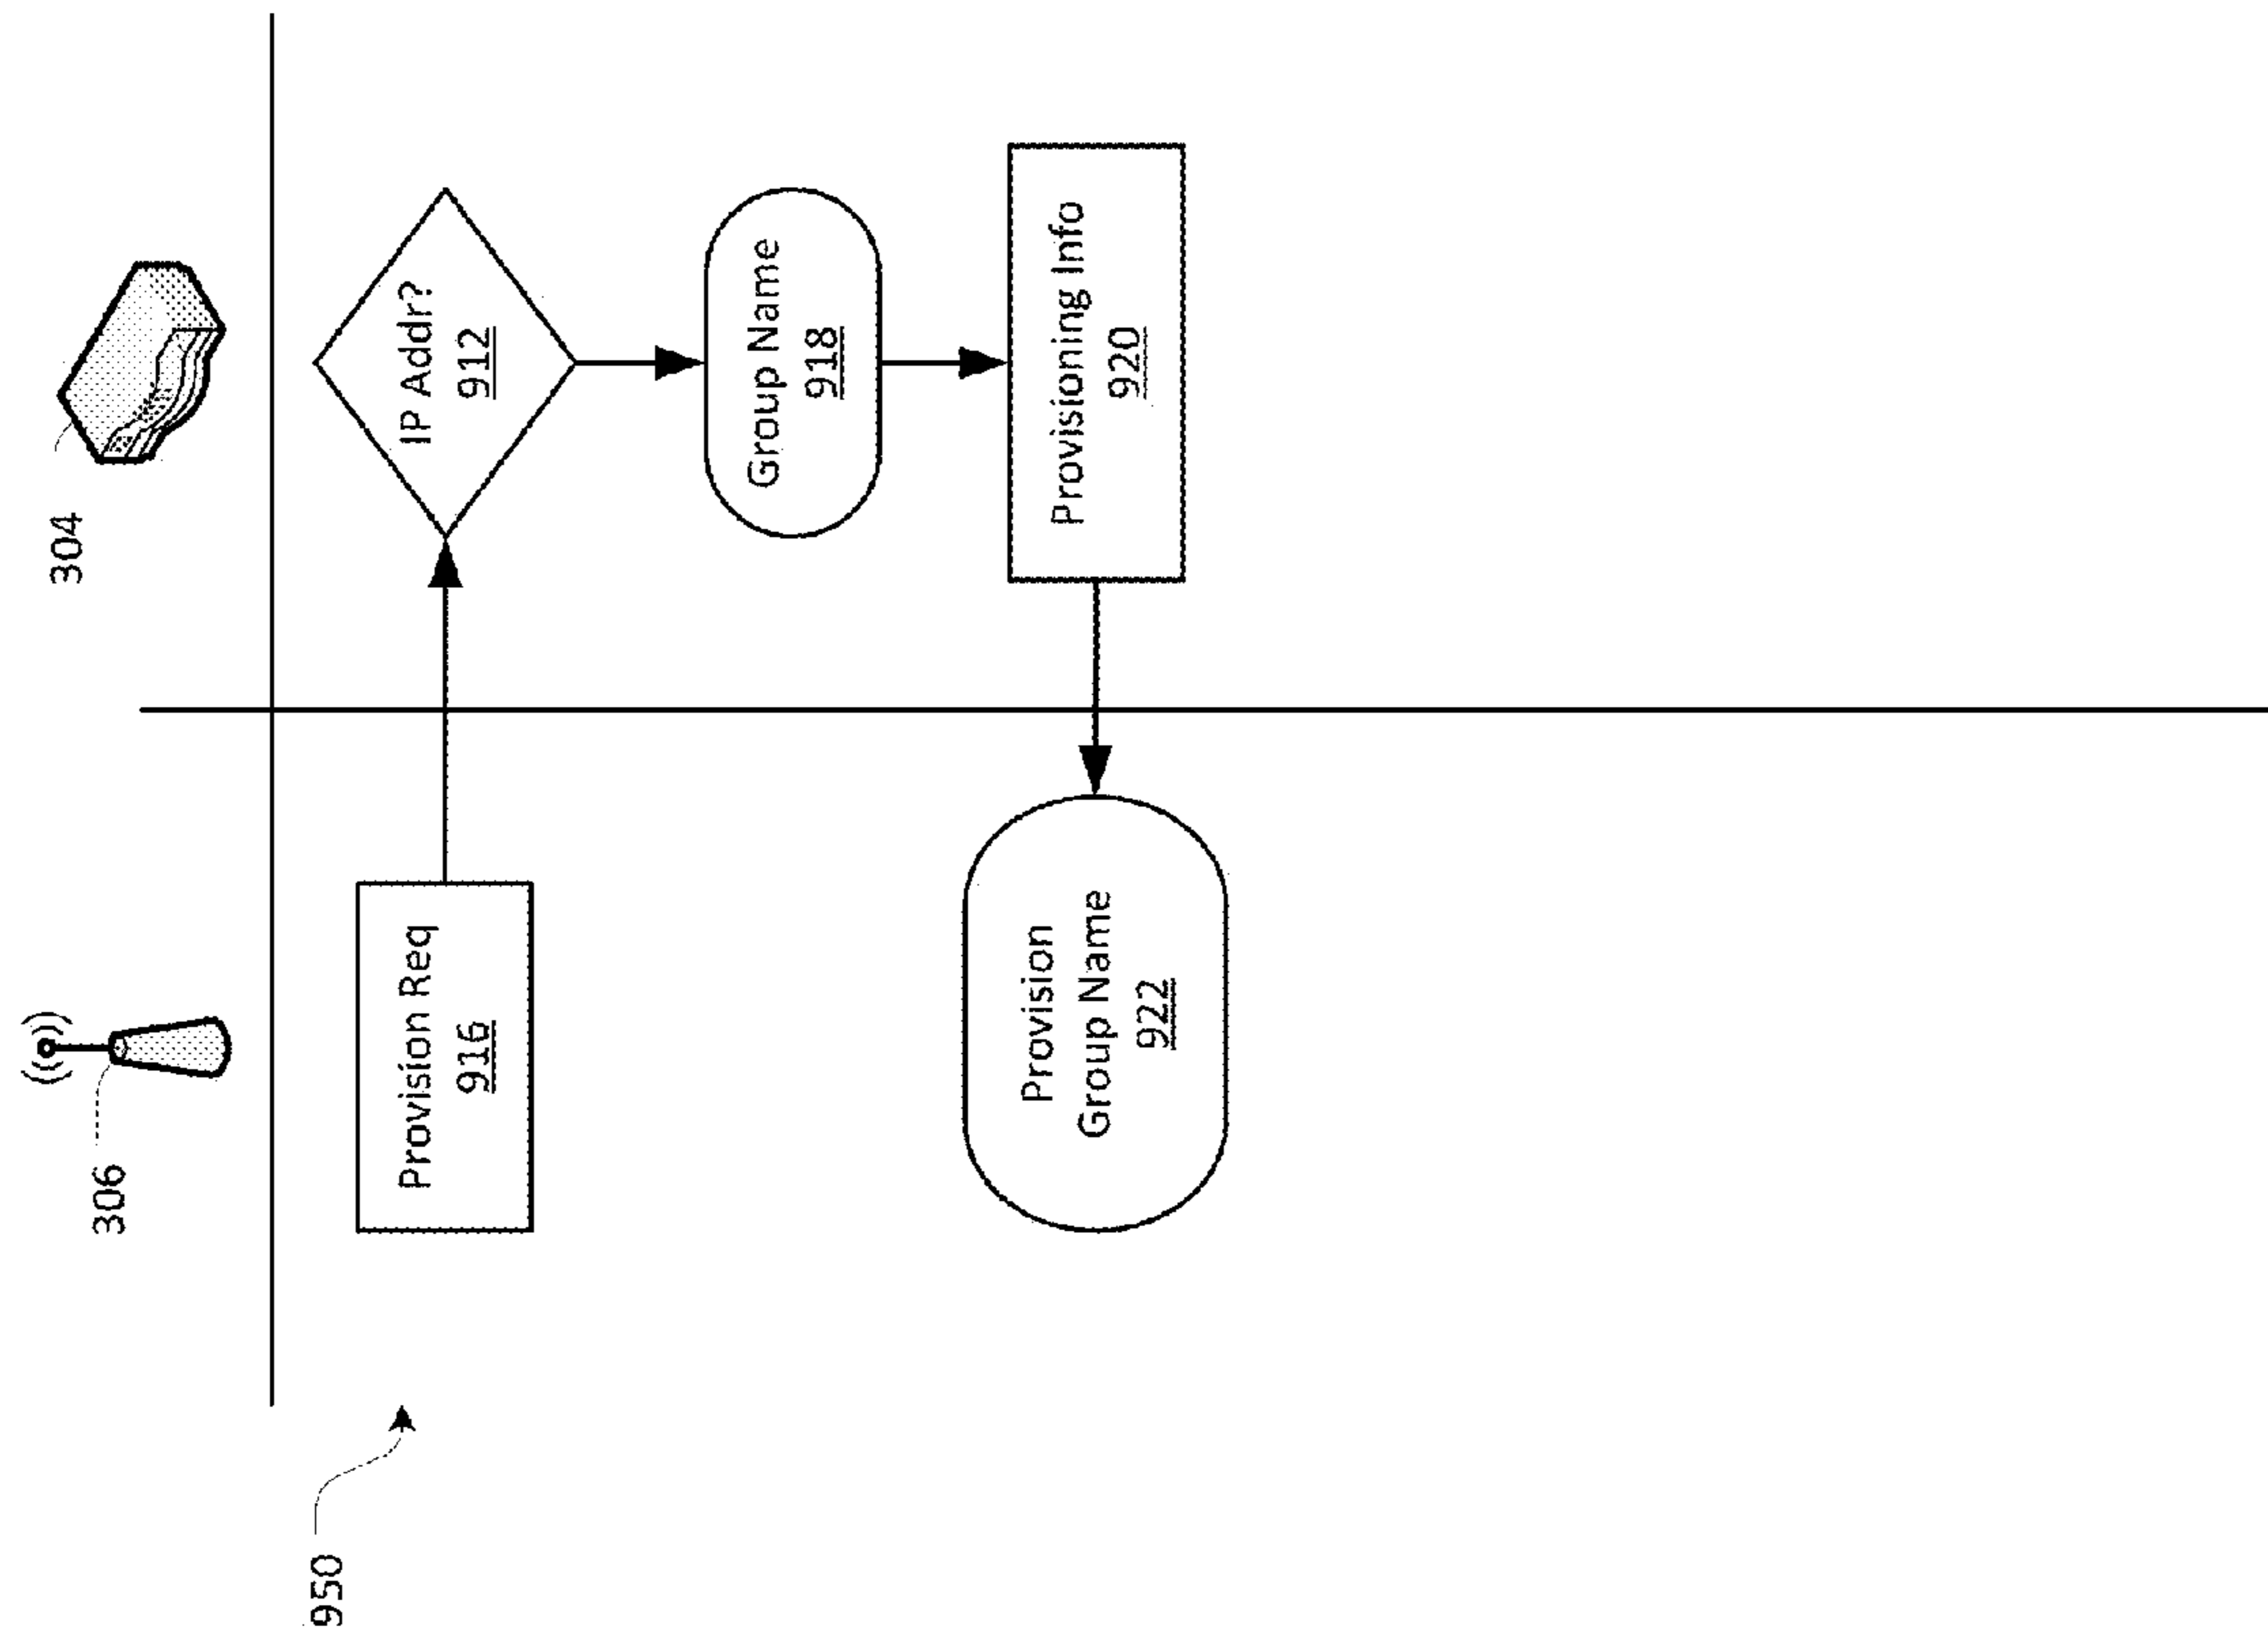 306
304
950
Provision Req
916
IP Addr?
912
Group Name
918
Provisioning Info
920
Provision
Group Name
922